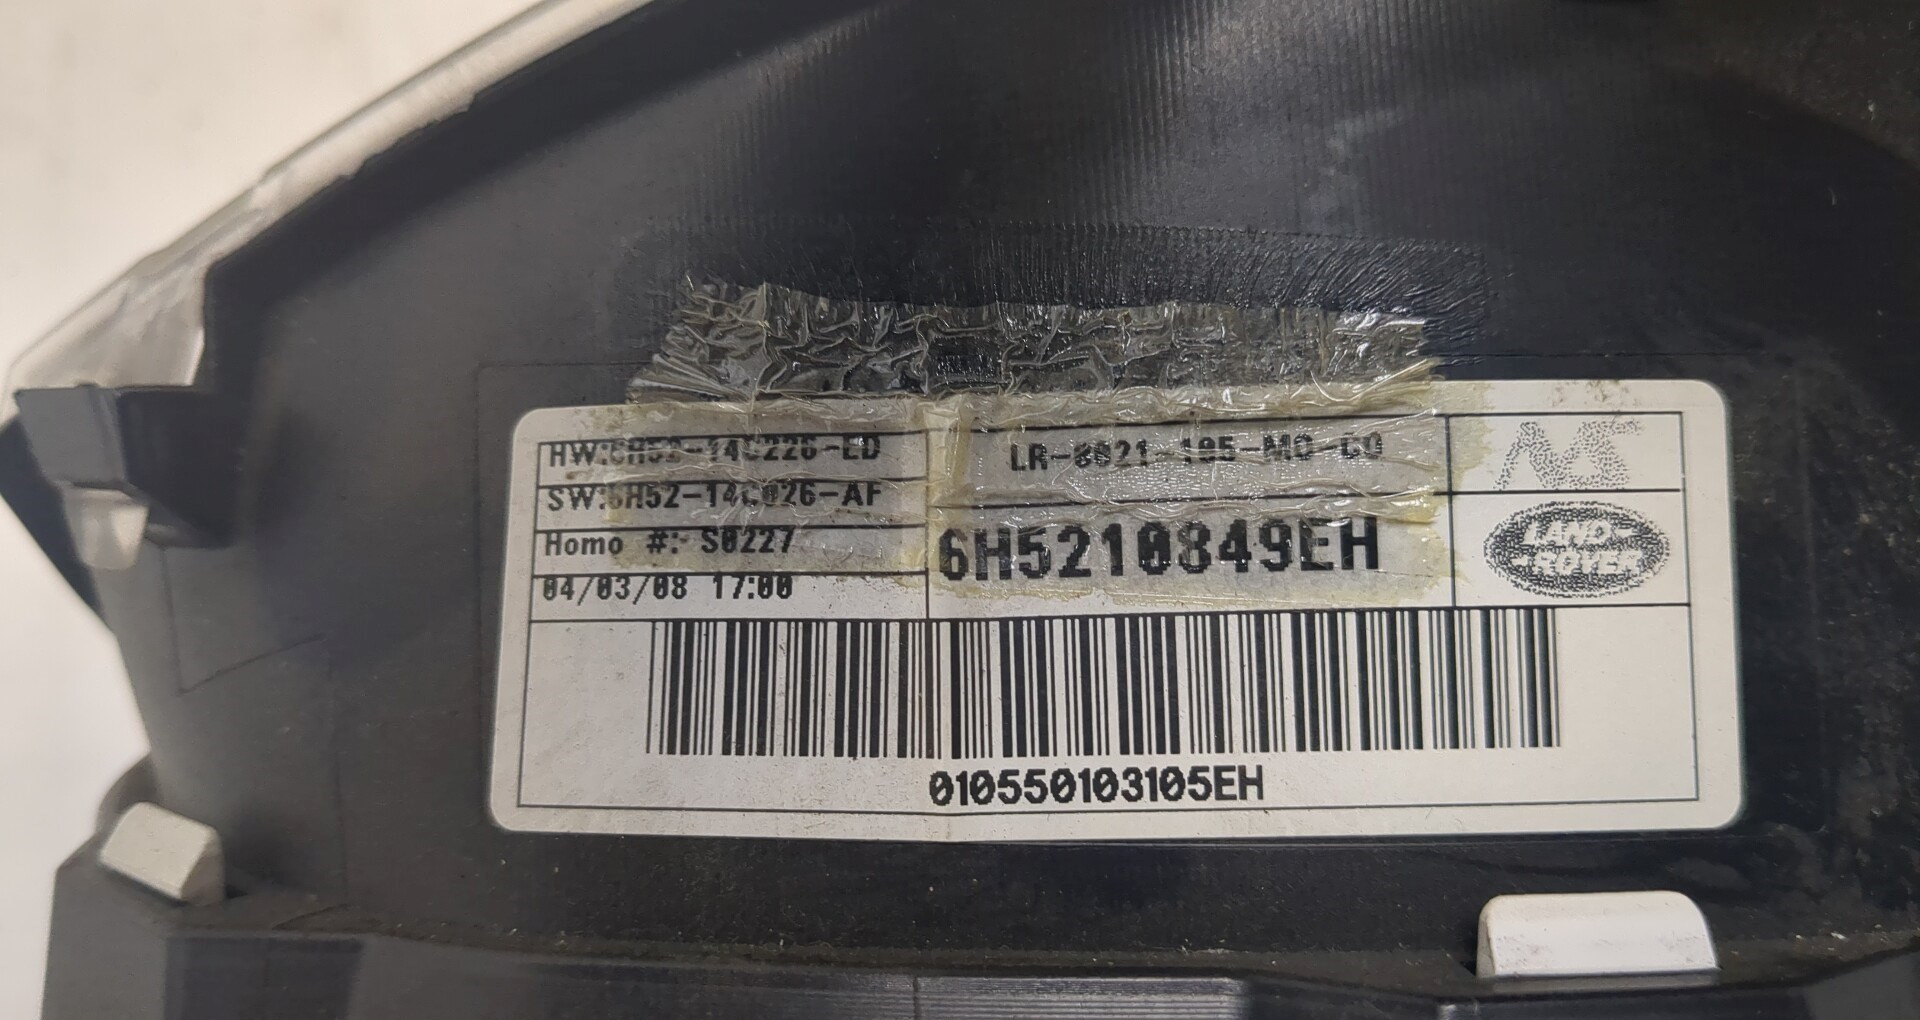 HW:6H52-14C226-ED
SW:6H52-14C026-AF
Homo #: S0227
04/03/08 17:00
LR-0021-105-MO-CO
6H5210849EH
LAND-
-ROVER
010550103105EH